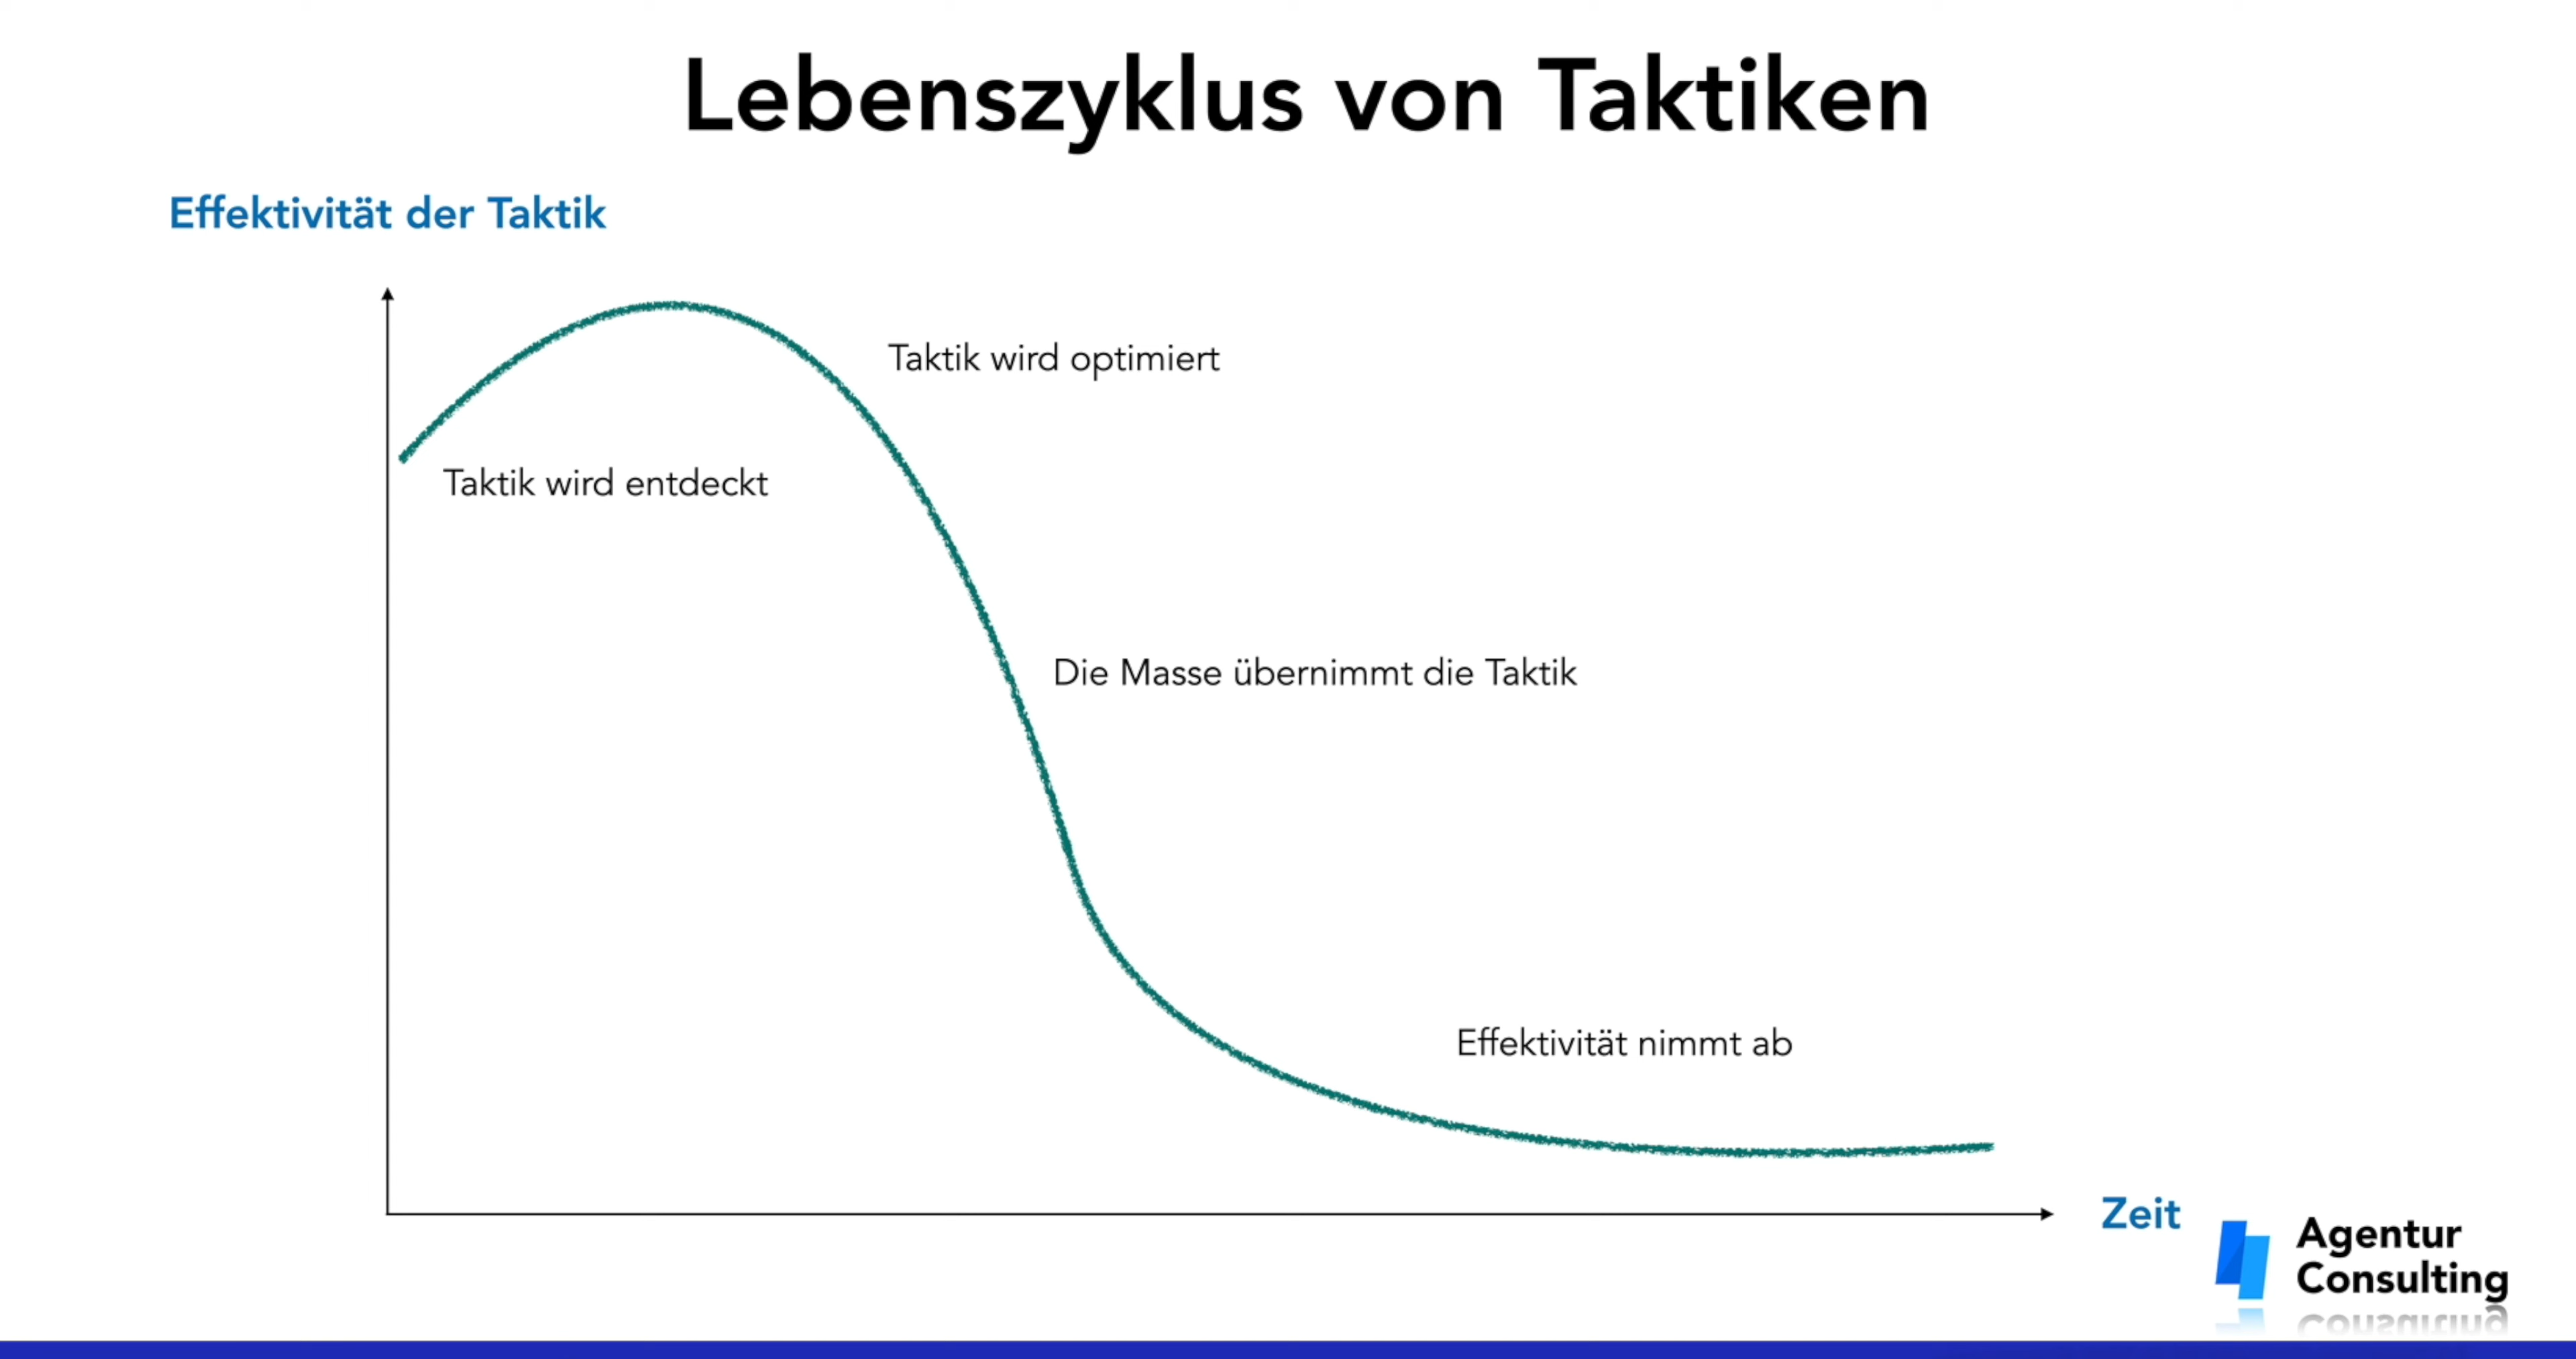 Lebenszyklus von Taktiken
Effektivität der Taktik
Taktik wird optimiert
Taktik wird entdeckt
Die Masse übernimmt die Taktik
Effektivität nimmt ab
Zeit
Agentur
Consulting